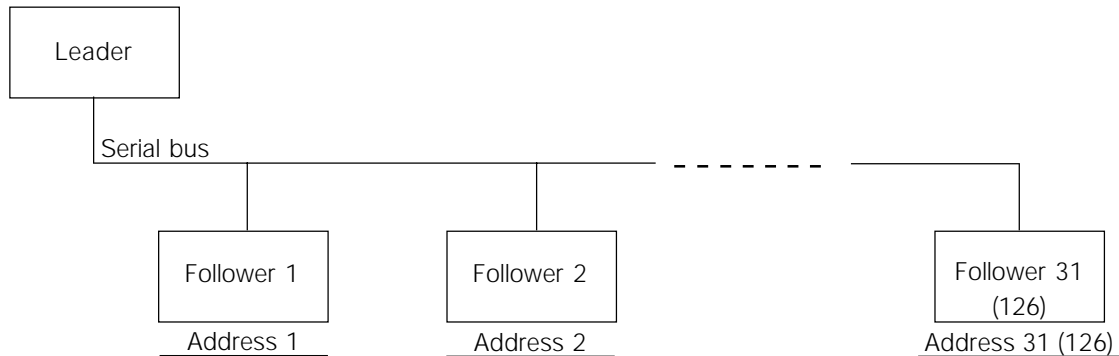 Leader
Serial bus
Follower 1
Follower 2
Follower 31
(126)
Address 1
Address 2
Address 31 (126)